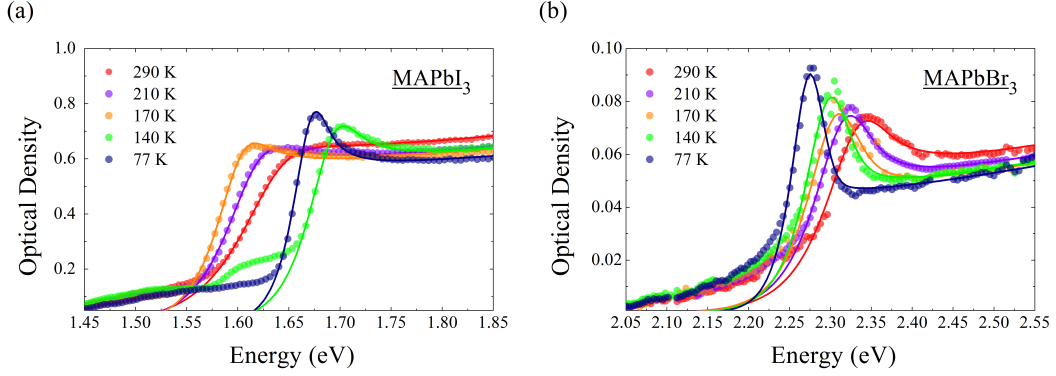 (a)
(b)
MAPbI3
290 K
210 K
170 K
140 K
77 K
1.0
0.8
0.6
0.4
0.2
Optical Density
1.45 1.50 1.55 1.60 1.65 1.70 1.75 1.80 1.85
Energy (eV)
MAPbBr3
290 K
210 K
170 K
140 K
77 K
0.10
0.08
0.06
0.04
0.02
Optical Density
2.05 2.10 2.15 2.20 2.25 2.30 2.35 2.40 2.45 2.50 2.55
Energy (eV)